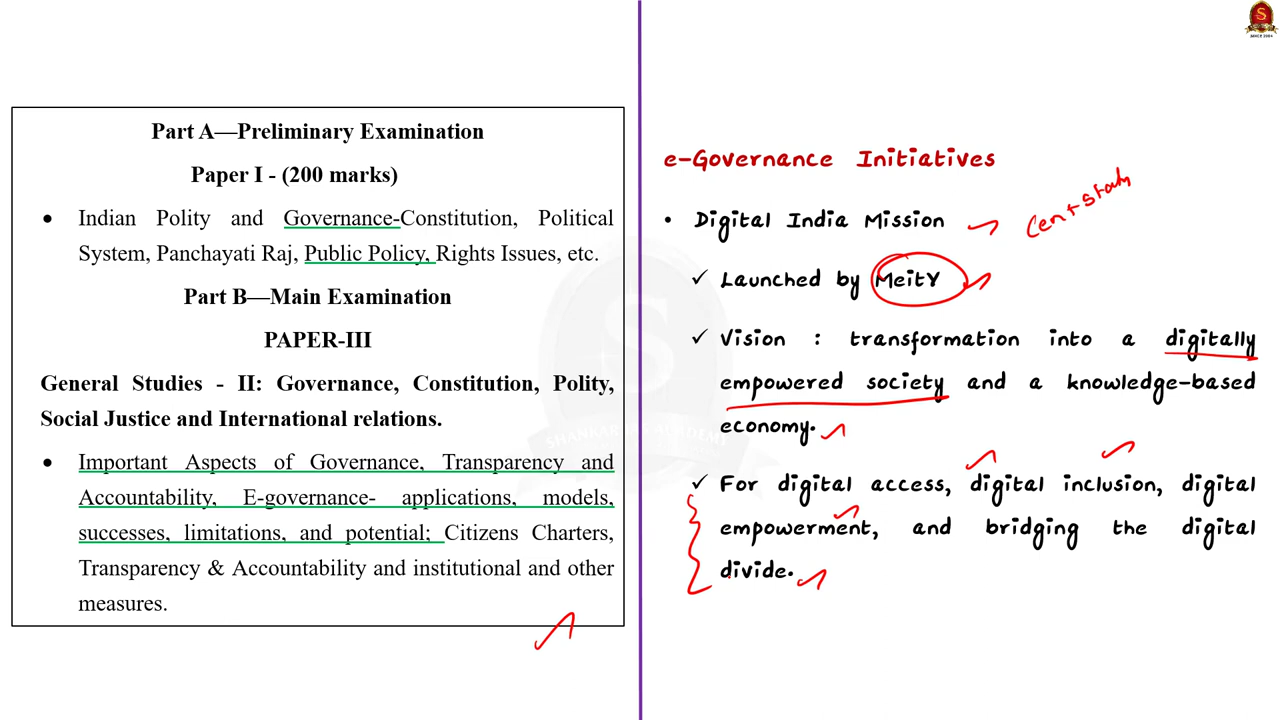 Part A—Preliminary Examination
Paper I - (200 marks)
• Indian Polity and Governance-Constitution, Political
System, Panchayati Raj, Public Policy, Rights Issues, etc.
Part B—Main Examination
PAPER-III
General Studies - II: Governance, Constitution, Polity,
Social Justice and International relations.
• Important Aspects of Governance, Transparency and
Accountability, E-governance- applications, models,
successes, limitations, and potential; Citizens Charters,
Transparency & Accountability and institutional and other
measures.
e-Governance Initiatives
• Digital India Mission
✓ Launched by MeitY
✓ Vision : transformation into a digitally
empowered society and a knowledge-based
economy.
✓ For digital access, digital inclusion, digital
empowerment, and bridging the digital
divide.
S
SINCE 2004